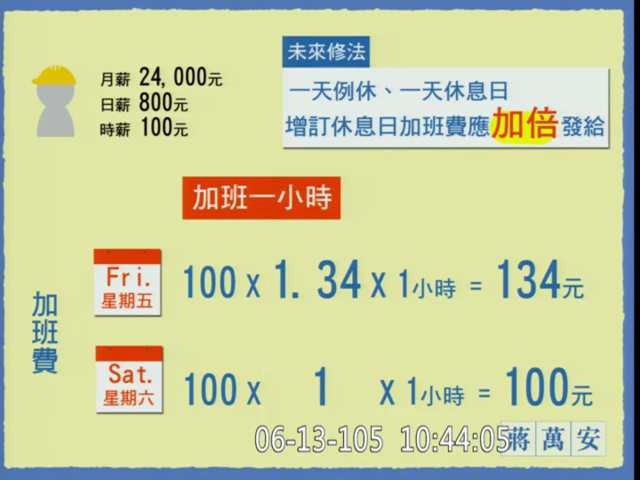 月薪 24,000元
日薪 800元
時薪 100元
未來修法
一天例休、一天休息日
增訂休息日加班費應加倍發給
加班一小時
加班費
Fri.
星期五
100 x 1.34 x 1小時 = 134元
Sat.
星期六
100 x 1 x 1小時 = 100元
06-13-105 10:44:05
蔣萬安